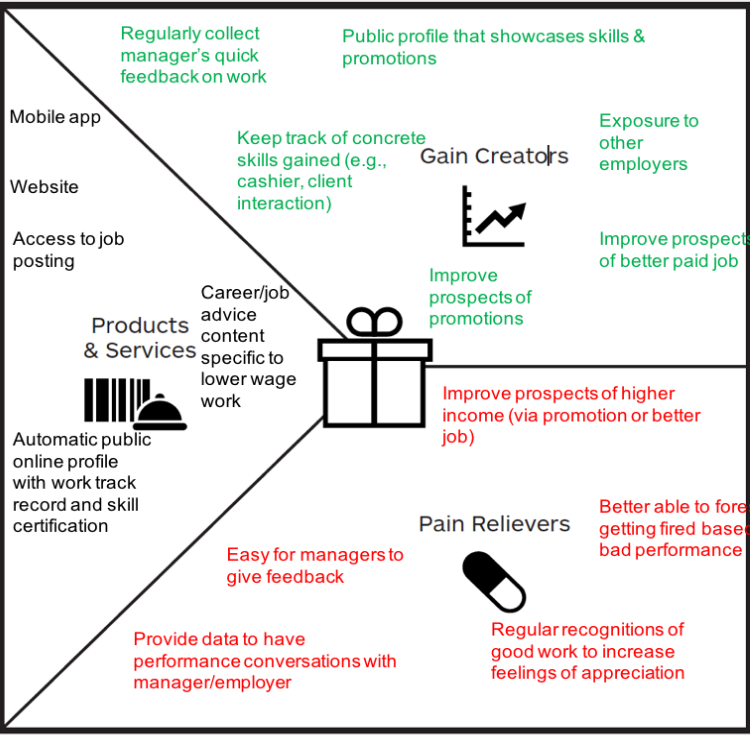 Regularly collect
manager's quick
feedback on work
Public profile that showcases skills &
promotions
Mobile app
Website
Access to job
posting
Keep track of concrete
skills gained (e.g.,
cashier, client
interaction)
Gain Creators
Exposure to
other
employers
Improve prospects
of better paid job
Improve
prospects of
promotions
Products
& Services
Career/job
advice
content
specific to
lower wage
work
Automatic public
online profile
with work track
record and skill
certification
Improve prospects of higher
income (via promotion or better
job)
Pain Relievers
Better able to fore
getting fired based
bad performance
Easy for managers to
give feedback
Regular recognitions of
good work to increase
feelings of appreciation
Provide data to have
performance conversations with
manager/employer